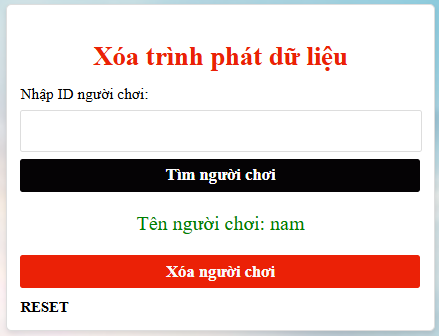 Xóa trình phát dữ liệu
Nhập ID người chơi:
Tìm người chơi
Tên người chơi: nam
Xóa người chơi
RESET